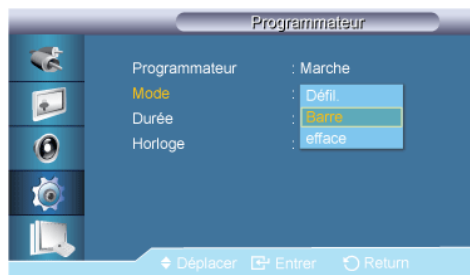 Programmateur
Programmateur : Marche
Mode : Défil.
Durée : Barre
Horloge : efface
Déplacer Entrer Return